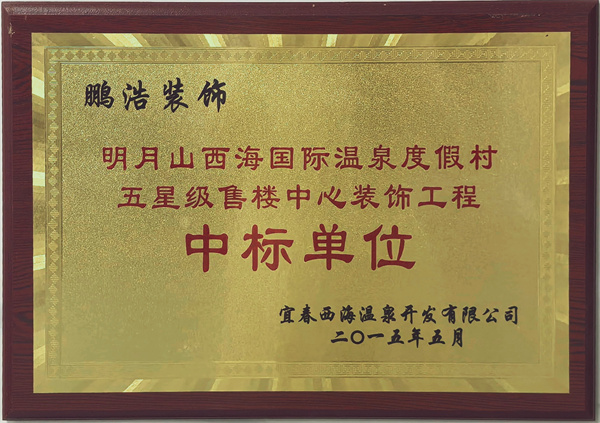 鹏浩装饰
明月山西海国际温泉度假村
五星级售楼中心装饰工程
中标单位
宜春西海温泉开发有限公司
二〇一五年五月